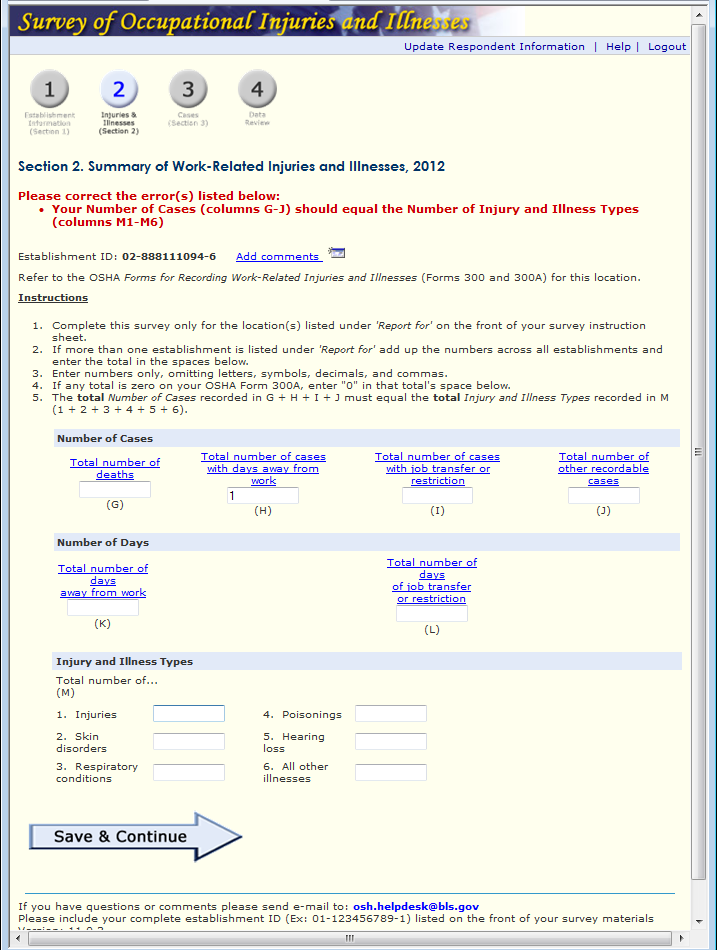 Survey of Occupational Injuries and Illnesses
Update Respondent Information | Help | Logout
1 2 3 4
Establishment Information (Section 1)
Injuries & Illnesses (Section 2)
Cases (Section 3)
Data Review
Section 2. Summary of Work-Related Injuries and Illnesses, 2012
Please correct the error(s) listed below:
• Your Number of Cases (columns G-J) should equal the Number of Injury and Illness Types
(columns M1-M6)
Establishment ID: 02-888111094-6 Add comments
Refer to the OSHA Forms for Recording Work-Related Injuries and Illnesses (Forms 300 and 300A) for this location.
Instructions
1. Complete this survey only for the location(s) listed under 'Report for' on the front of your survey instruction
sheet.
2. If more than one establishment is listed under 'Report for' add up the numbers across all establishments and
enter the total in the spaces below.
3. Enter numbers only, omitting letters, symbols, decimals, and commas.
4. If any total is zero on your OSHA Form 300A, enter "0" in that total's space below.
5. The total Number of Cases recorded in G + H + I + J must equal the total Injury and Illness Types recorded in M
(1 + 2 + 3 + 4 + 5 + 6).
Number of Cases
Total number of
deaths
(G)
Total number of cases
with days away from
work
1
(H)
Total number of cases
with job transfer or
restriction
(I)
Total number of
other recordable
cases
(J)
Number of Days
Total number of
days
away from work
(K)
Total number of
days
of job transfer
or restriction
(L)
Injury and Illness Types
Total number of...
(M)
1. Injuries
2. Skin
disorders
3. Respiratory
conditions
4. Poisonings
5. Hearing
loss
6. All other
illnesses
Save & Continue
If you have questions or comments please send e-mail to: osh.helpdesk@bls.gov
Please include your complete establishment ID (Ex: 01-123456789-1) listed on the front of your survey materials